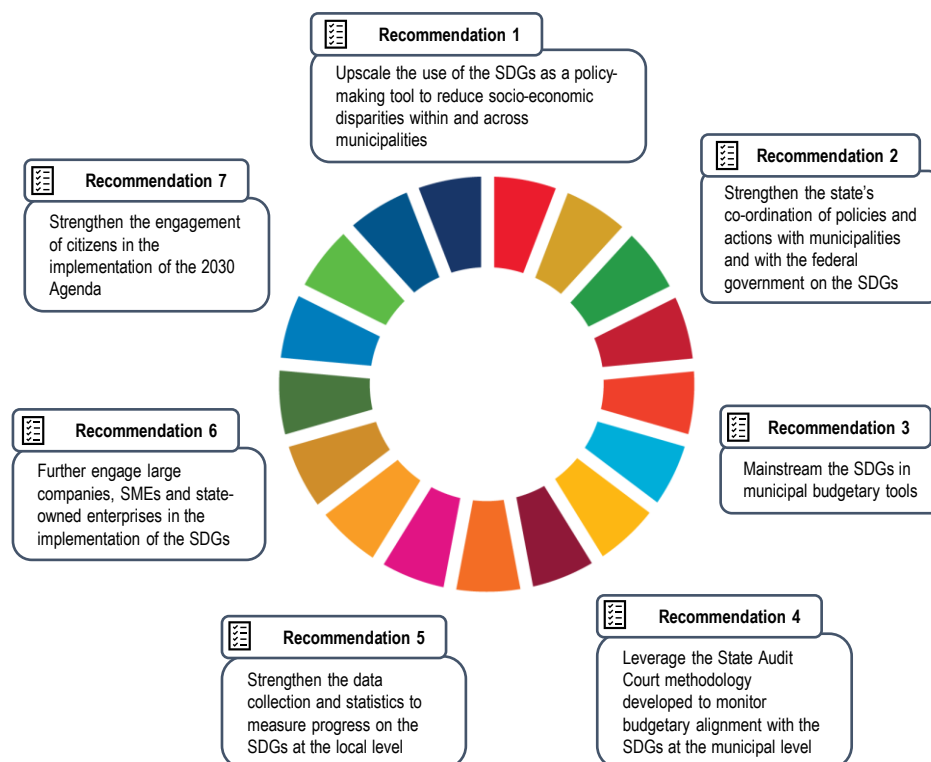 Recommendation 1
Upscale the use of the SDGs as a policy-
making tool to reduce socio-economic
disparities within and across
municipalities
Recommendation 2
Strengthen the state's
co-ordination of policies and
actions with municipalities
and with the federal
government on the SDGs
Recommendation 3
Mainstream the SDGs in
municipal budgetary tools
Recommendation 4
Leverage the State Audit
Court methodology
developed to monitor
budgetary alignment with the
SDGs at the municipal level
Recommendation 5
Strengthen the data
collection and statistics to
measure progress on the
SDGs at the local level
Recommendation 6
Further engage large
companies, SMEs and state-
owned enterprises in the
implementation of the SDGs
Recommendation 7
Strengthen the engagement
of citizens in the
implementation of the 2030
Agenda